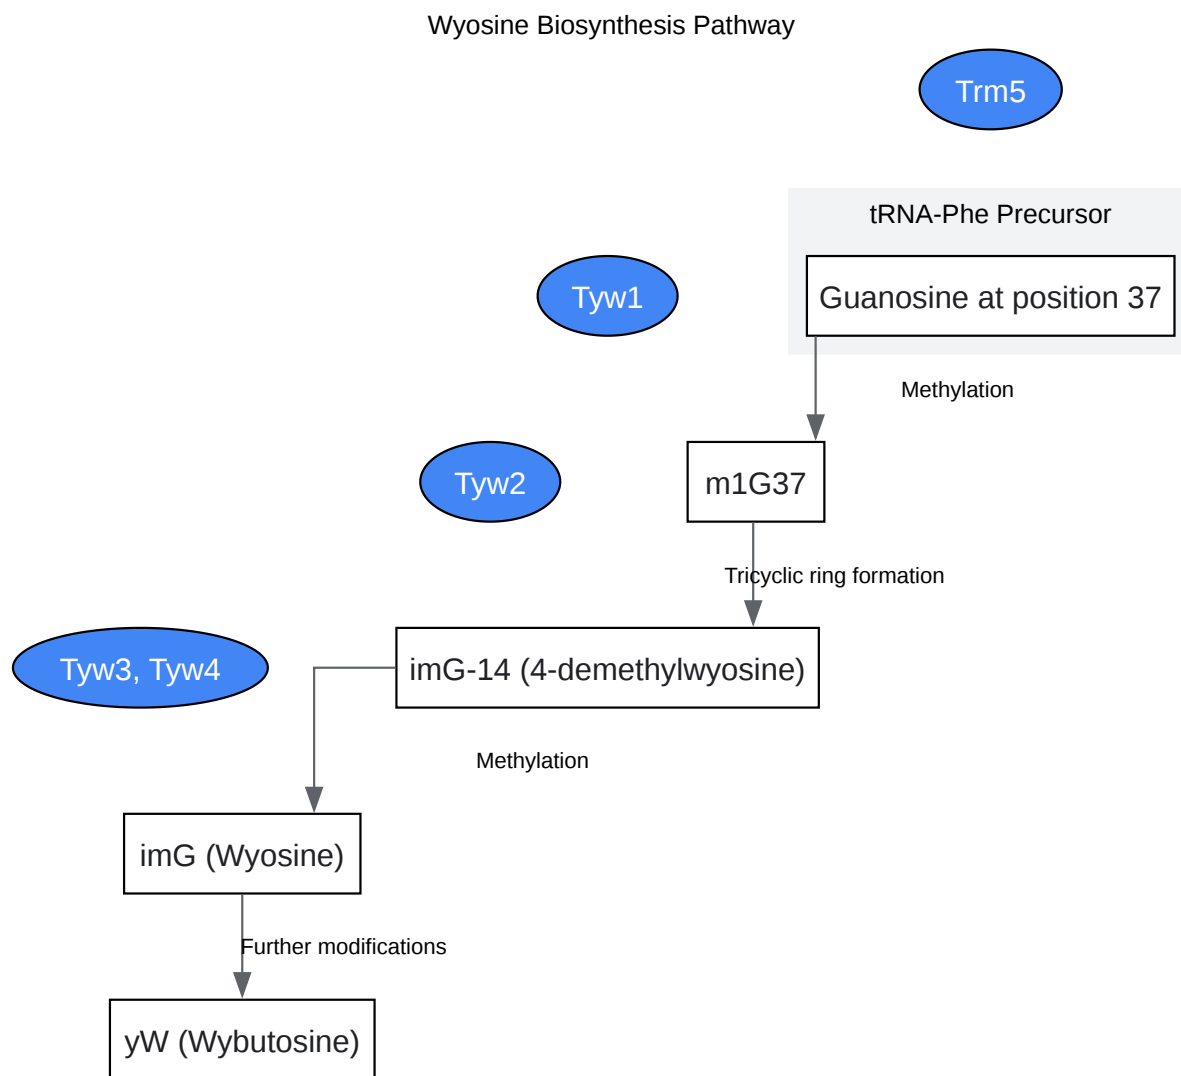 Wyosine Biosynthesis Pathway
Trm5
tRNA-Phe Precursor
Tyw1
Guanosine at position 37
Methylation
Tyw2
m1G37
Tricyclic ring formation
Tyw3, Tyw4
imG-14 (4-demethylwyosine)
Methylation
imG (Wyosine)
Further modifications
yW (Wybutosine)